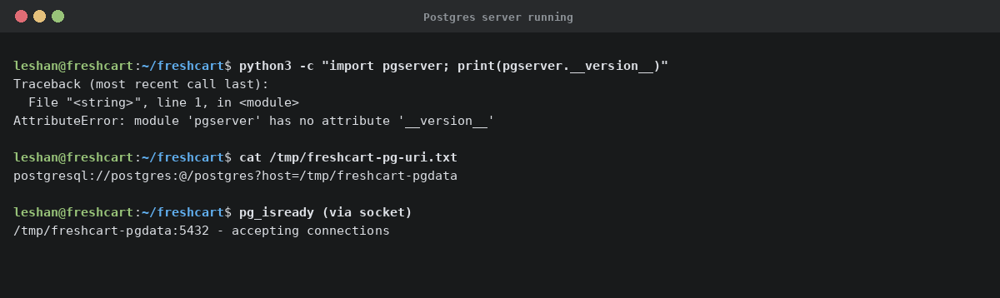 Postgres server running
leshan@freshcart:~/freshcart$ python3 -c "import pgserver; print(pgserver.__version__)"
Traceback (most recent call last):
  File "<string>", line 1, in <module>
AttributeError: module 'pgserver' has no attribute '__version__'
leshan@freshcart:~/freshcart$ cat /tmp/freshcart-pg-uri.txt
postgresql://postgres:@/postgres?host=/tmp/freshcart-pgdata
leshan@freshcart:~/freshcart$ pg_isready (via socket)
/tmp/freshcart-pgdata:5432 - accepting connections